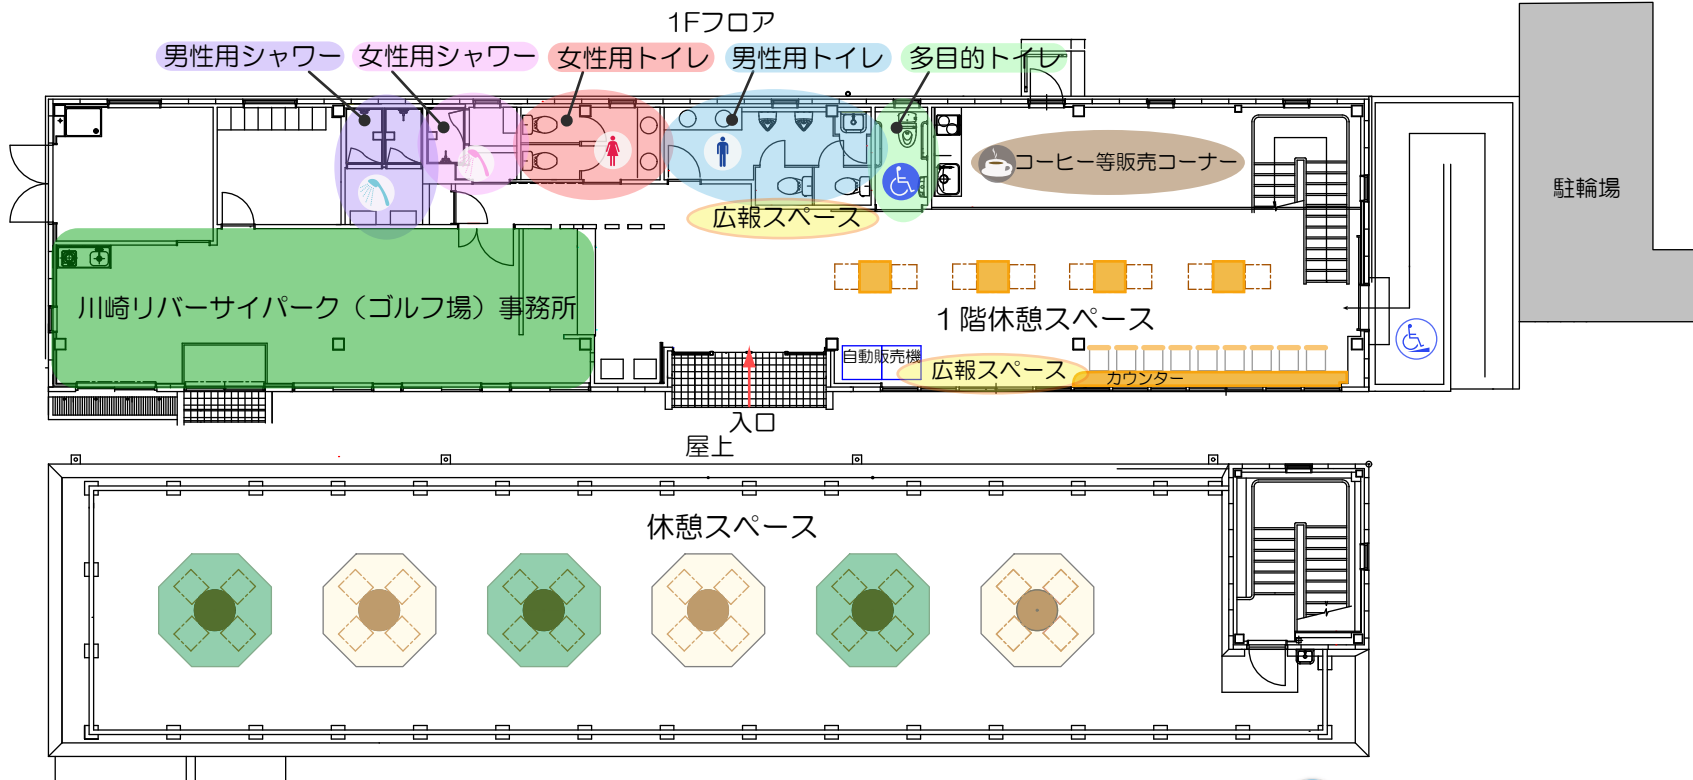 1Fフロア
男性用シャワー
女性用シャワー
女性用トイレ
男性用トイレ
多目的トイレ
コーヒー等販売コーナー
駐輪場
広報スペース
川崎リバーサイパーク（ゴルフ場）事務所
1階休憩スペース
自動販売機
広報スペース
カウンター
入口
屋上
休憩スペース